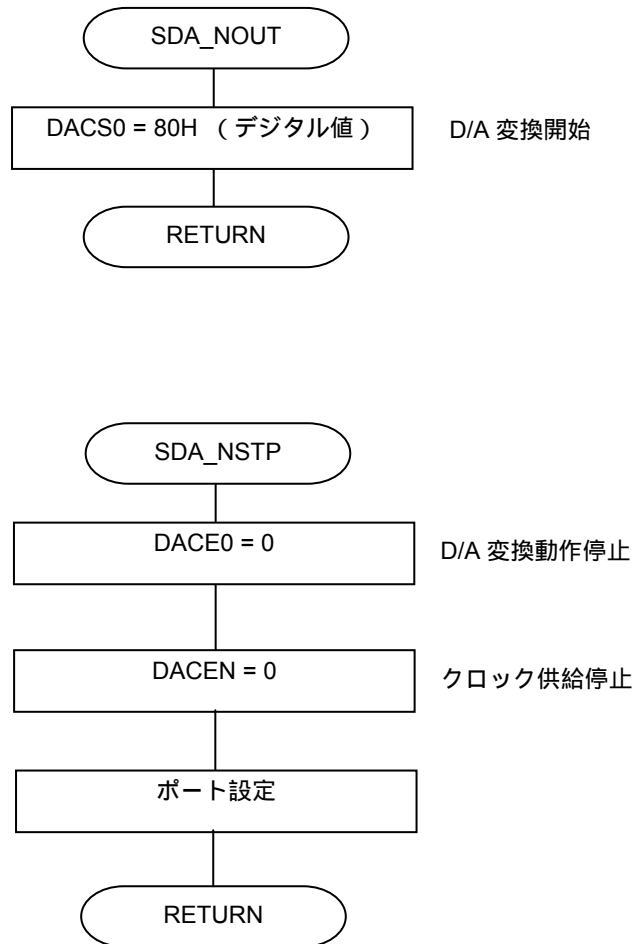 SDA_NOUT
DACS0 = 80H （デジタル値）
D/A 変換開始
RETURN
SDA_NSTP
DACE0 = 0
D/A 変換動作停止
DACEN = 0
クロック供給停止
ポート設定
RETURN